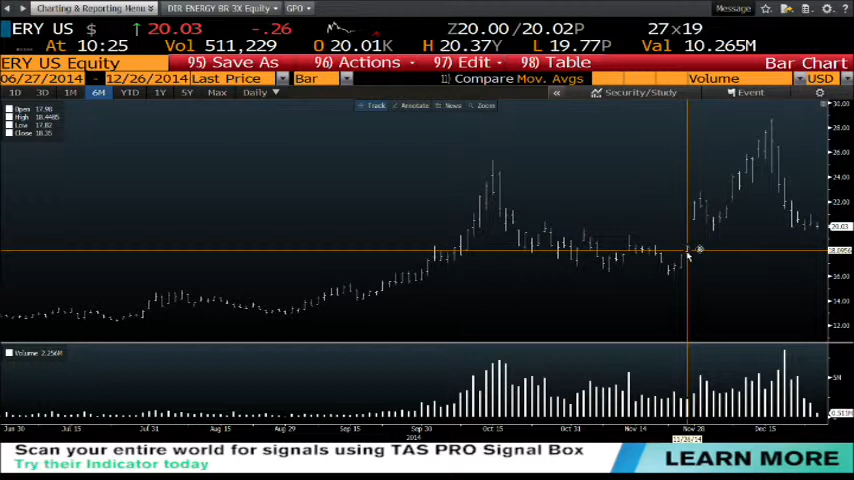 Charting & Reporting Menu DIR ENERGY BR 3X Equity GPO Message
ERY US $ ↑ 20.03 -.26 Z20.00 / 20.02P 27x19
At 10:25 Vol 511,229 O 20.01K H 20.37Y L 19.77P Val 10.265M
ERY US Equity 95) Save As 96) Actions 97) Edit 98) Table Bar Chart
06/27/2014 - 12/26/2014 Last Price Bar 1) Compare Mov. Avgs Volume USD
1D 3D 1M 6M YTD 1Y 5Y Max Daily « Security/Study Event
Track Annotate News Zoom
Open 17.98
High 18.4485
Low 17.82
Close 18.35
30.00
28.00
26.00
24.00
22.00
20.03
16.00
14.00
12.00
Volume 2.256M
5M
0.511M
Jun 30 Jul 15 Jul 31 Aug 15 Aug 29 Sep 15 Sep 30 Oct 15 Oct 31 Nov 14 Nov 28 Dec 15
2014
11/26/14
Scan your entire world for signals using TAS PRO Signal Box
Try their Indicator today
LEARN MORE